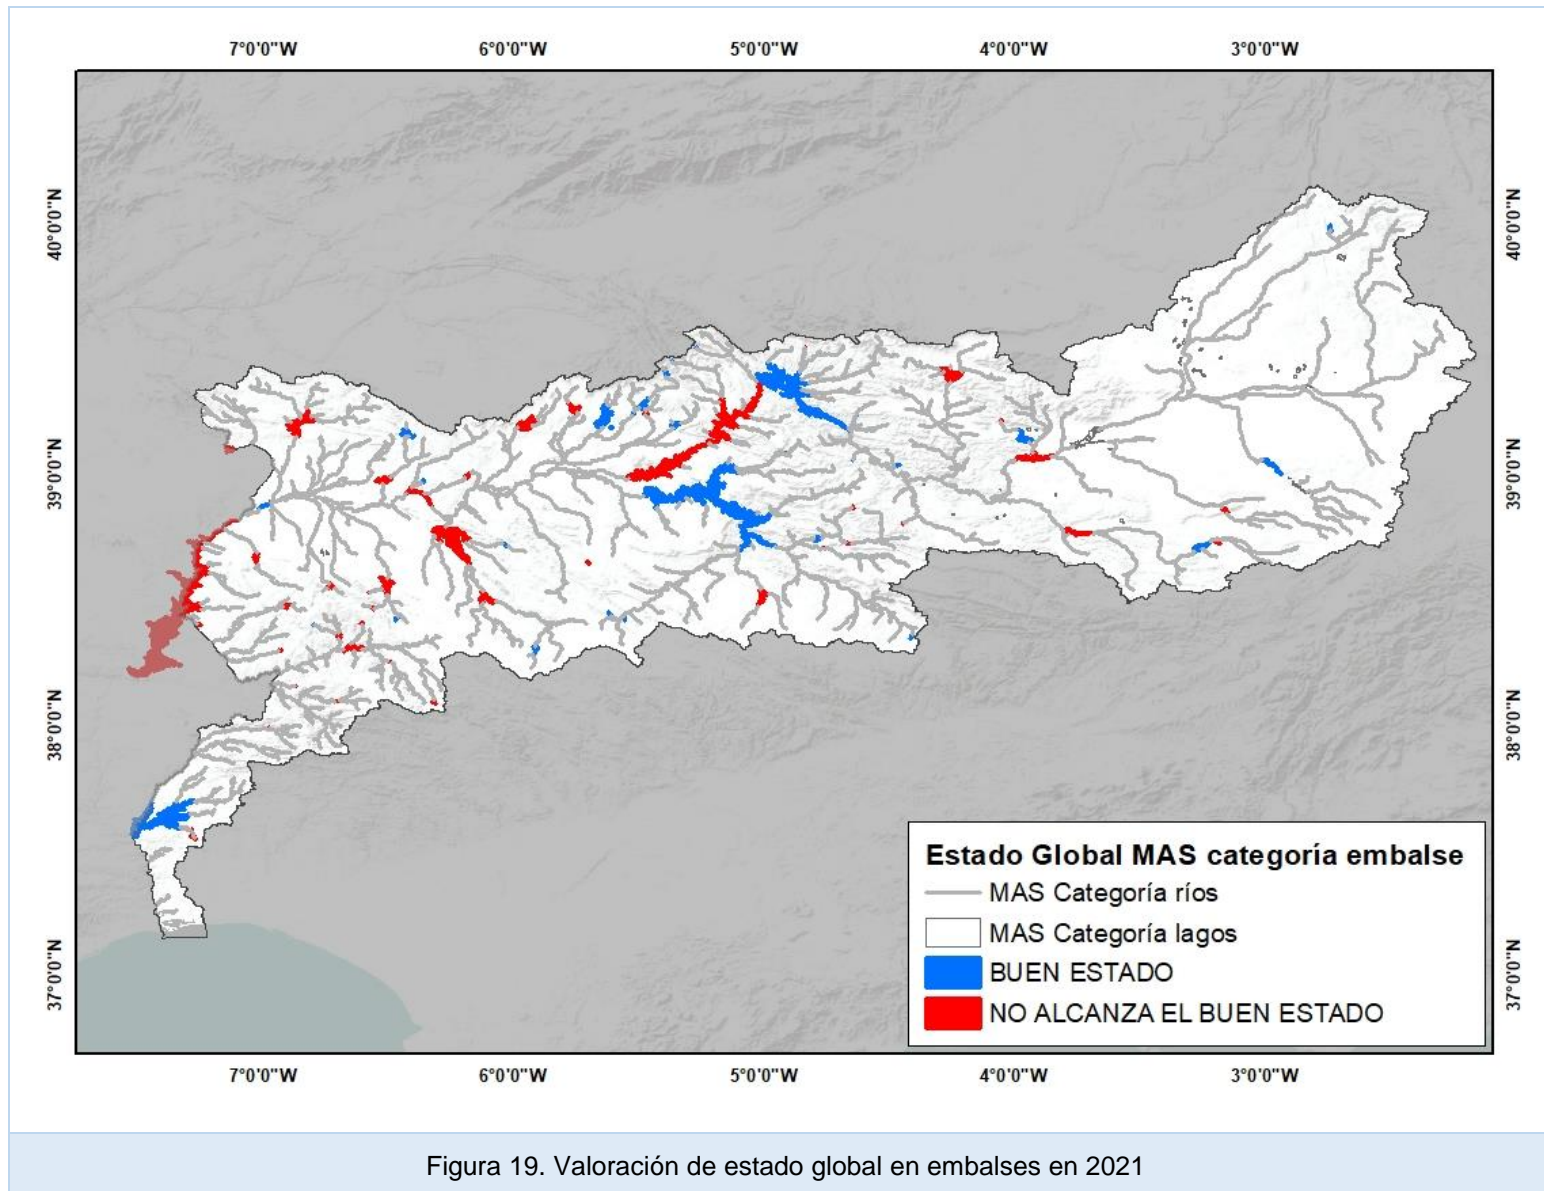 7°0'0"W 6°0'0"W 5°0'0"W 4°0'0"W 3°0'0"W
40°0'0"N 40°0'0"N
39°0'0"N 39°0'0"N
38°0'0"N 38°0'0"N
37°0'0"N 37°0'0"N
Estado Global MAS categoría embalse
MAS Categoría ríos
MAS Categoría lagos
BUEN ESTADO
NO ALCANZA EL BUEN ESTADO
7°0'0"W 6°0'0"W 5°0'0"W 4°0'0"W 3°0'0"W
Figura 19. Valoración de estado global en embalses en 2021